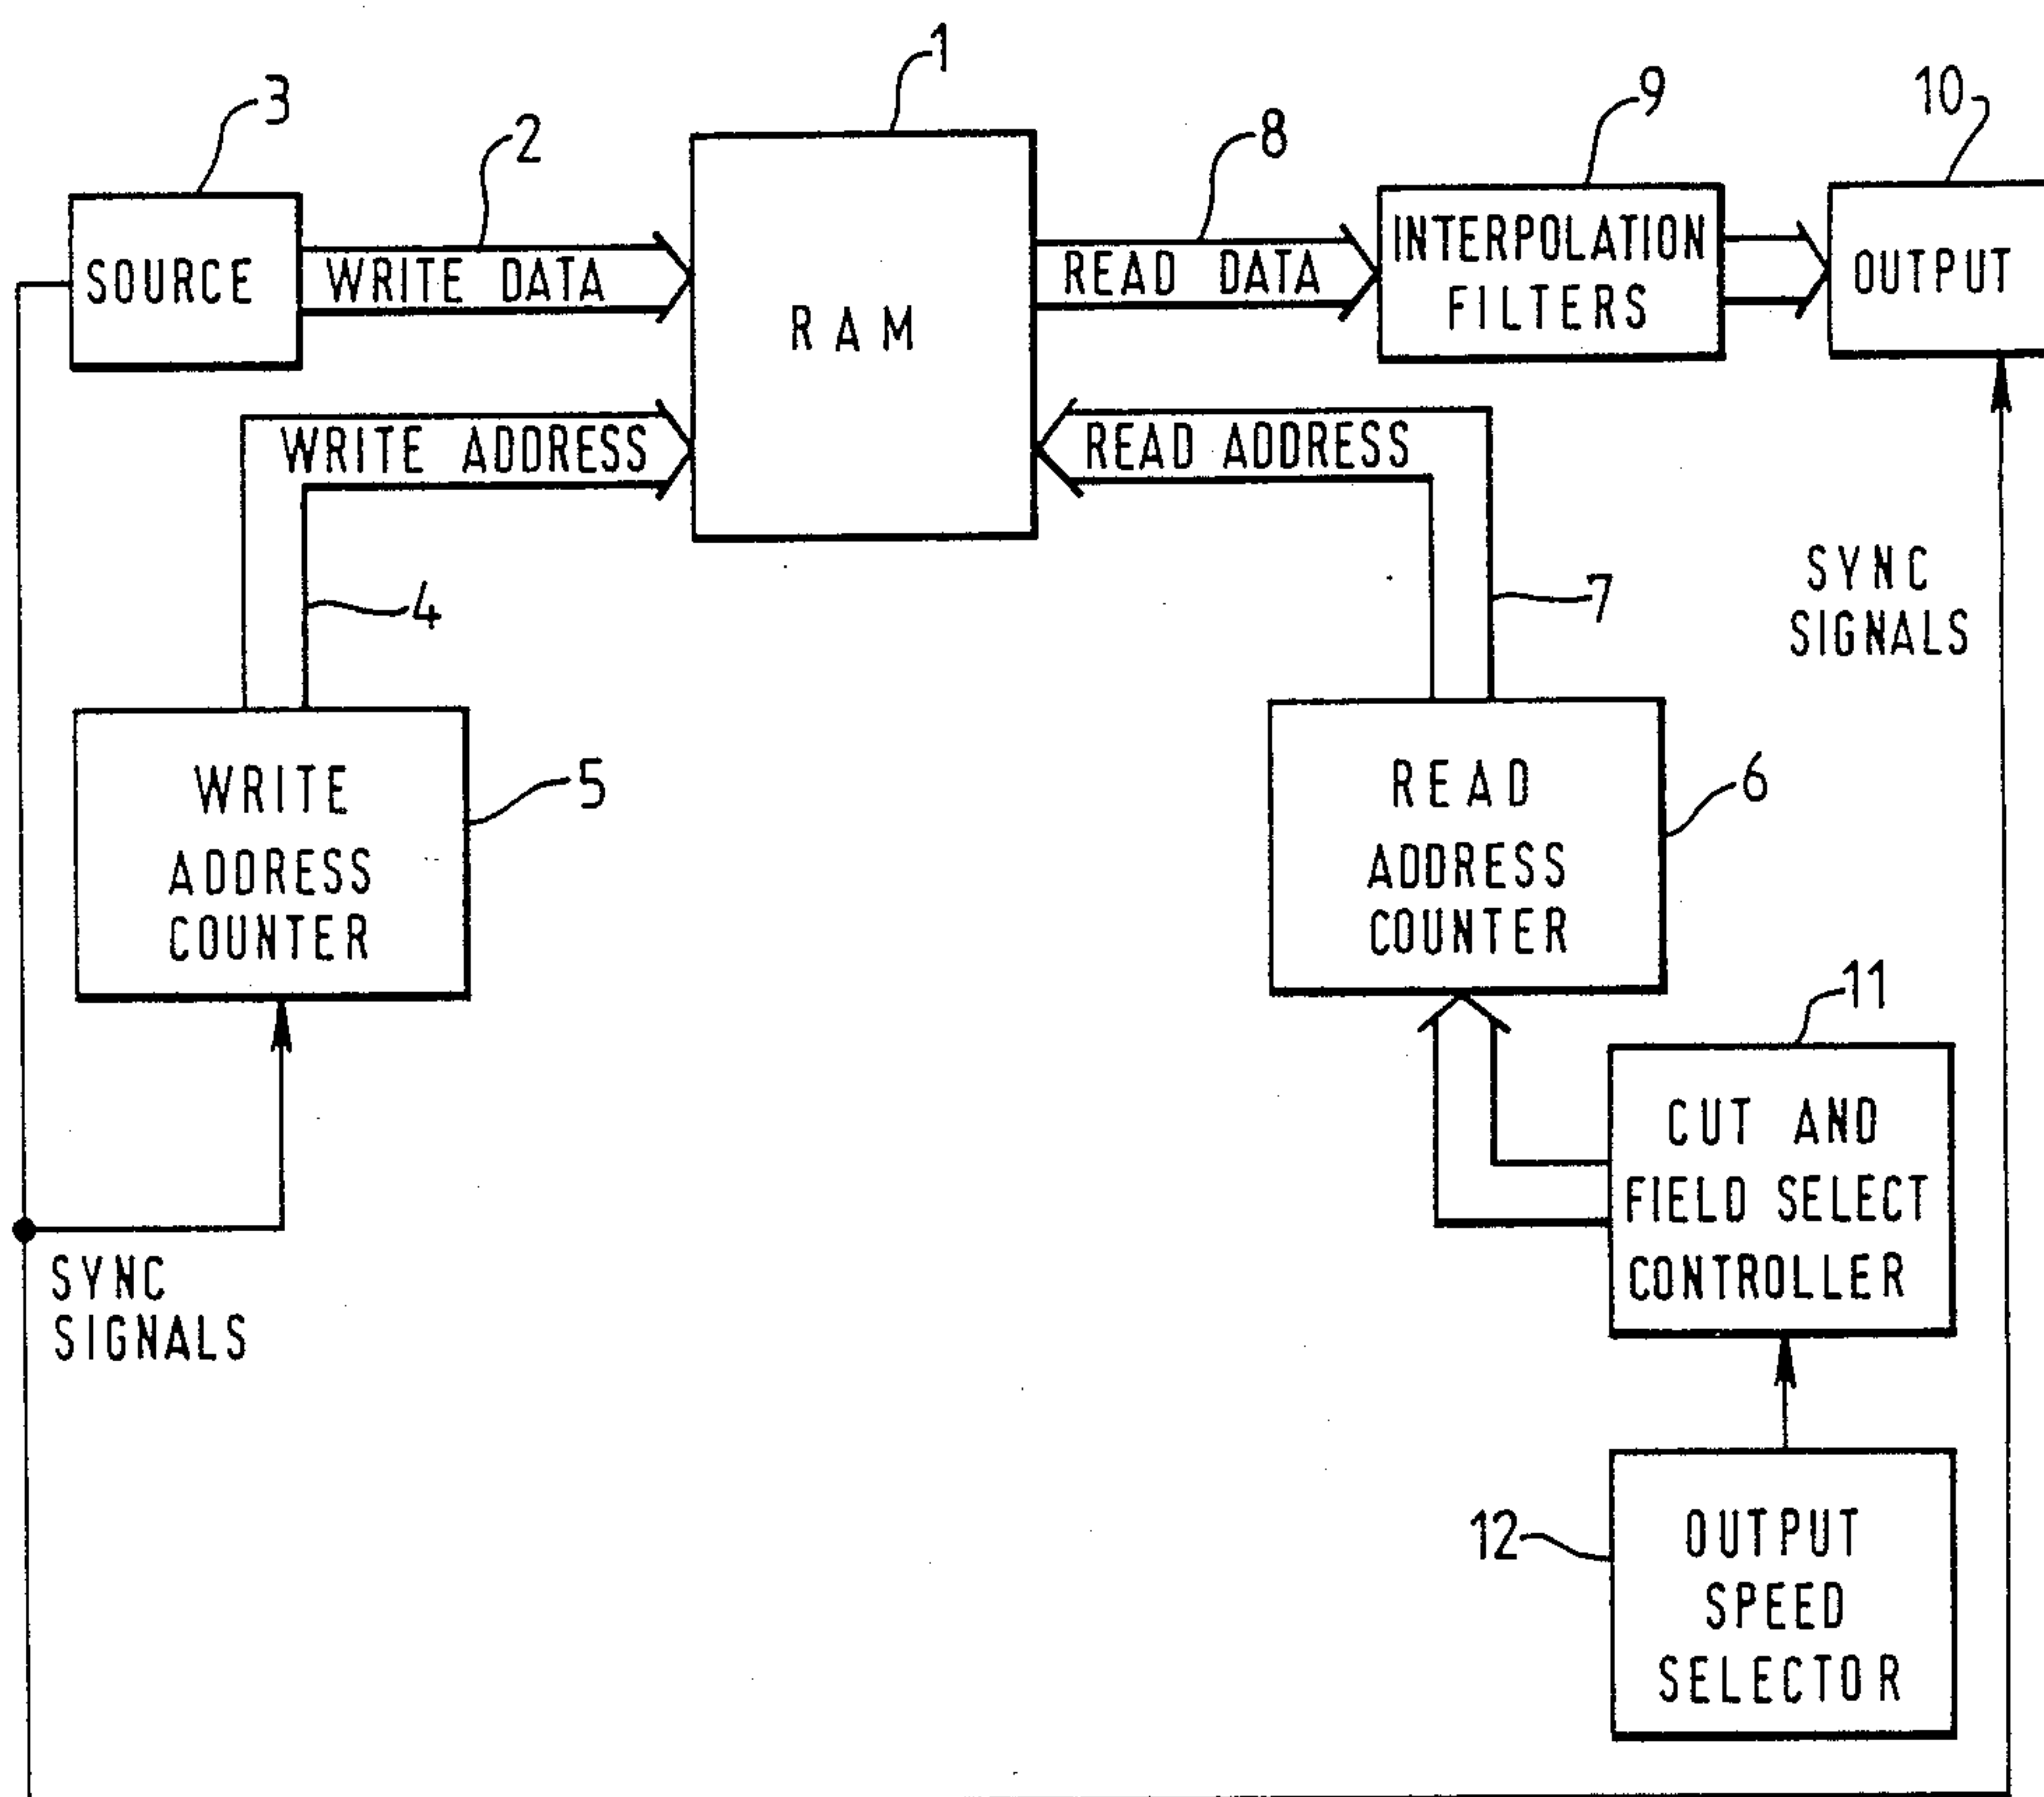 1
3
2
8
9
10
SOURCE
WRITE DATA
RAM
READ DATA
INTERPOLATION
FILTERS
OUTPUT
WRITE ADDRESS
READ ADDRESS
4
7
SYNC
SIGNALS
WRITE
ADDRESS
COUNTER
5
READ
ADDRESS
COUNTER
6
11
CUT AND
FIELD SELECT
CONTROLLER
SYNC
SIGNALS
12
OUTPUT
SPEED
SELECTOR